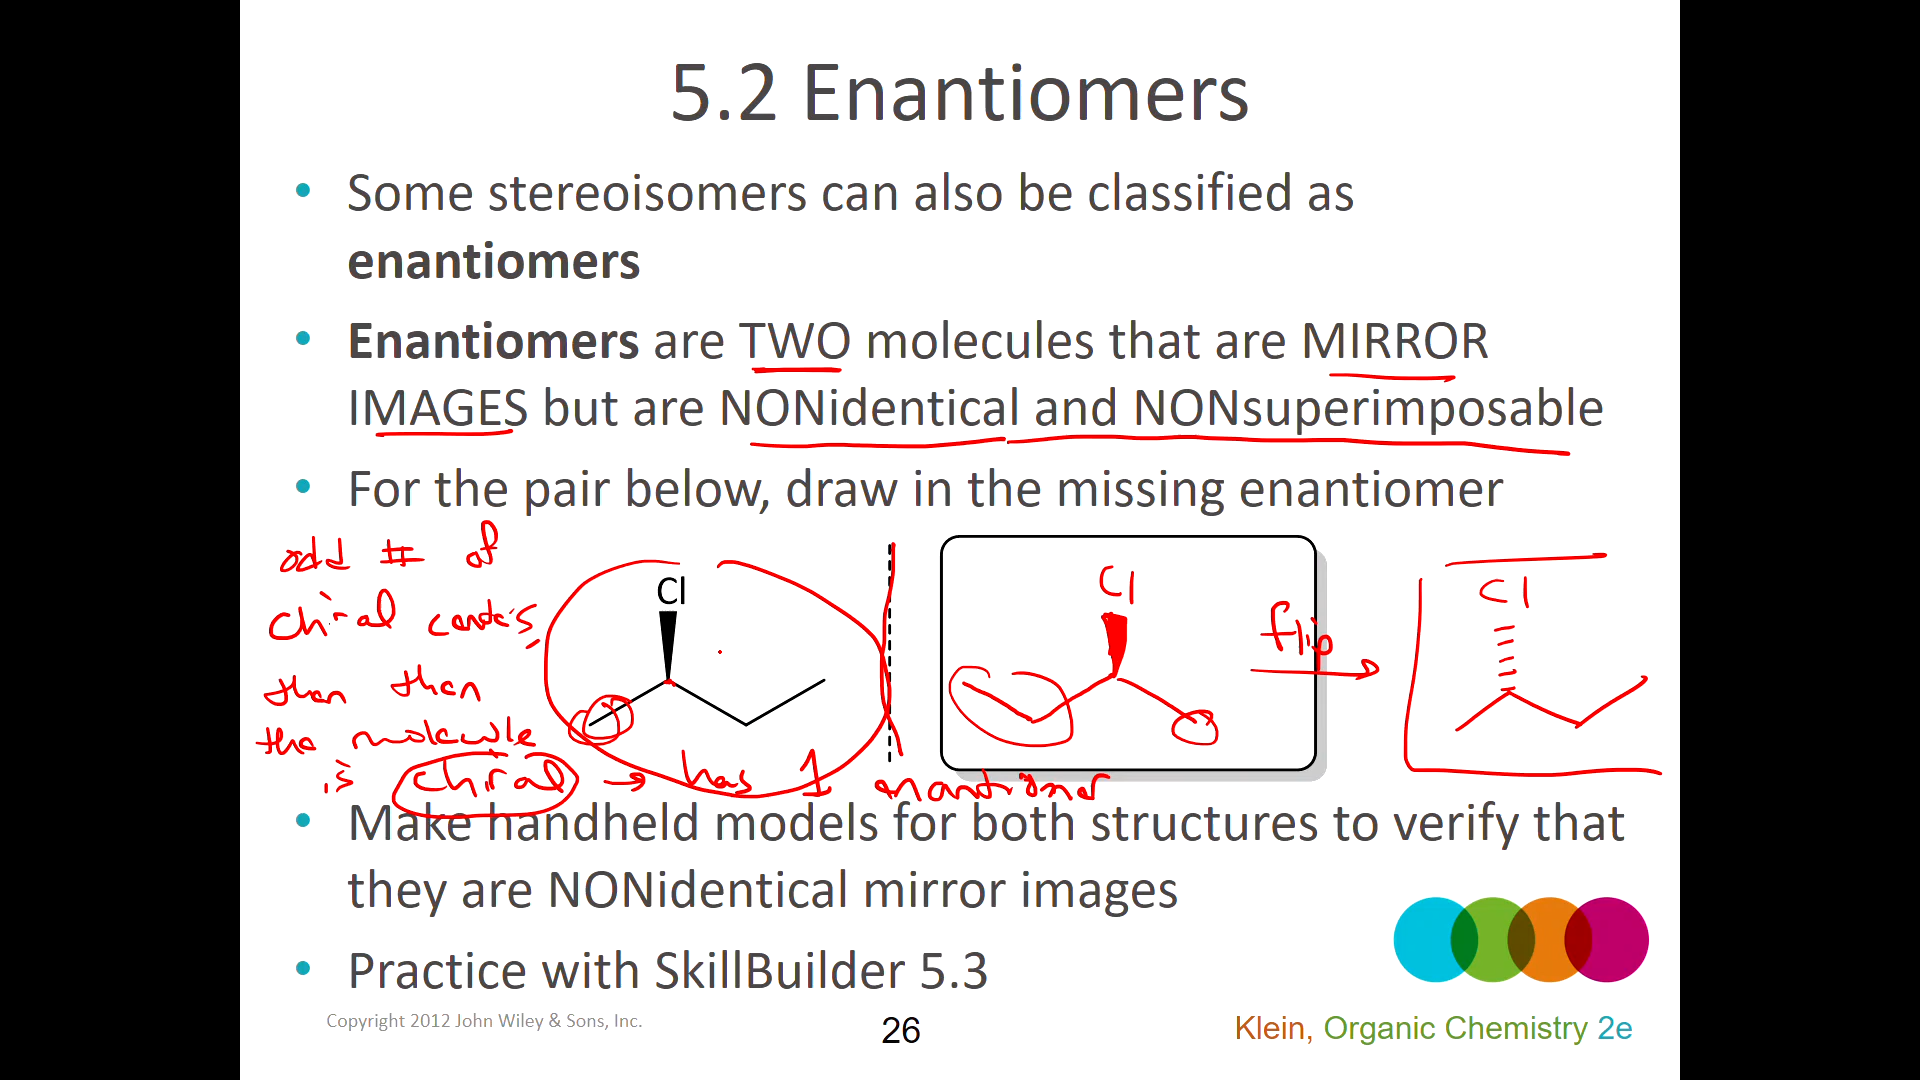 5.2 Enantiomers
• Some stereoisomers can also be classified as
enantiomers
• Enantiomers are TWO molecules that are MIRROR
IMAGES but are NONidentical and NONsuperimposable
• For the pair below, draw in the missing enantiomer
odd # of
chiral
than then
the molecule
is chiral → has 1 enantiomer
Cl
Cl
flip
Cl
• Make handheld models for both structures to verify that
they are NONidentical mirror images
• Practice with SkillBuilder 5.3
Copyright 2012 John Wiley & Sons, Inc.
26
Klein, Organic Chemistry 2e